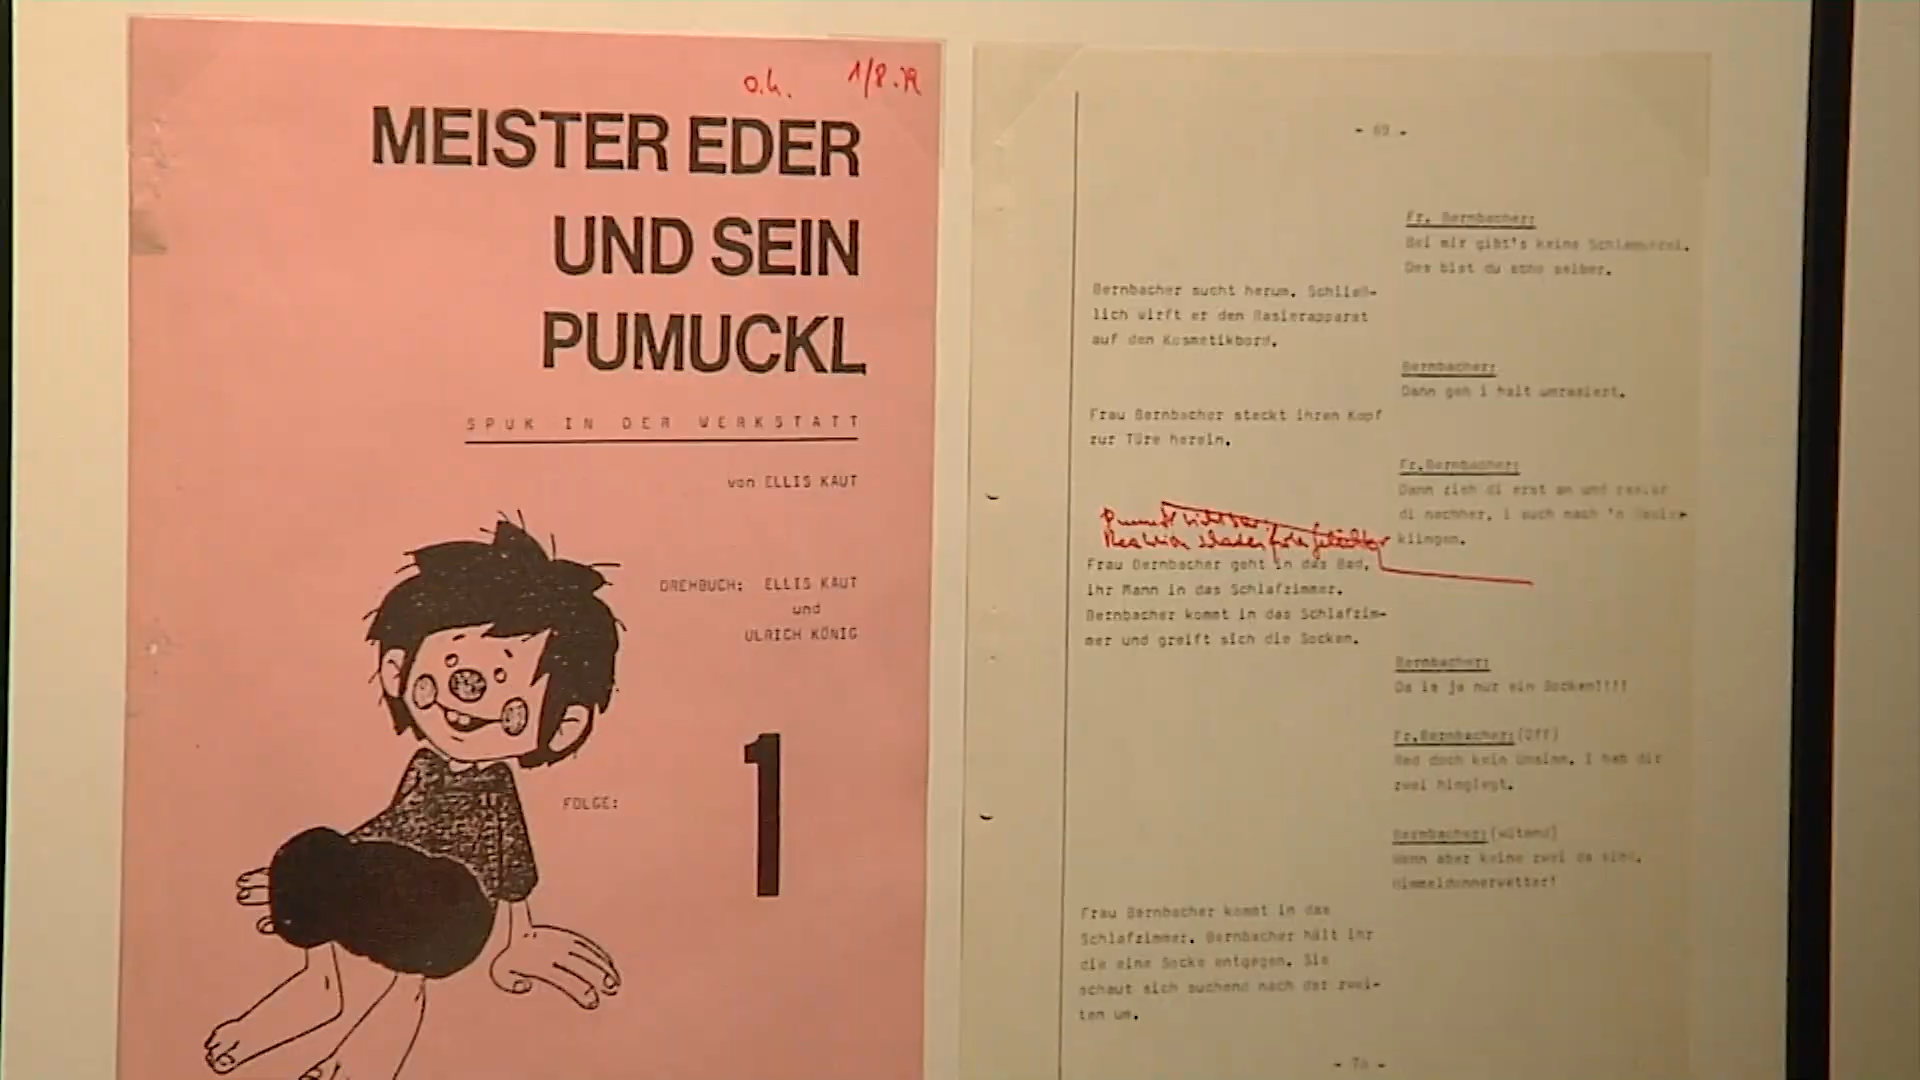 o.k. 1/8.79
MEISTER EDER
UND SEIN
PUMUCKL
SPUK IN DER WERKSTATT
von ELLIS KAUT
DREHBUCH: ELLIS KAUT
und
ULRICH KÖNIG
FOLGE:
1
- 69 -
Fr. Bernbacher:
Bei mir gibt's keine Schlamperei.
Des bist du scho selber.
Bernbacher sucht herum. Schließ-
lich wirft er den Rasierapparat
auf den Kosmetikbord.
Bernbacher:
Dann geh i halt unrasiert.
Frau Bernbacher steckt ihren Kopf
zur Türe herein.
Fr.Bernbacher:
Dann zieh di erst an und rasier
di nachher, i such nach 'n Rasier-
klingen.
Frau Bernbacher geht in das Bad,
ihr Mann in das Schlafzimmer.
Bernbacher kommt in das Schlafzim-
mer und greift sich die Socken.
Bernbacher:
Da is ja nur ein Socken!!!!
Fr.Bernbacher:(Off)
Red doch kein Unsinn. I hab dir
zwei hinglegt.
Bernbacher:(wütend)
Wenn aber keine zwei da sind,
Himmeldonnerwetter!
Frau Bernbacher kommt in das
Schlafzimmer. Bernbacher hält ihr
die eine Socke entgegen. Sie
schaut sich suchend nach der zwei-
ten um.
- 70 -